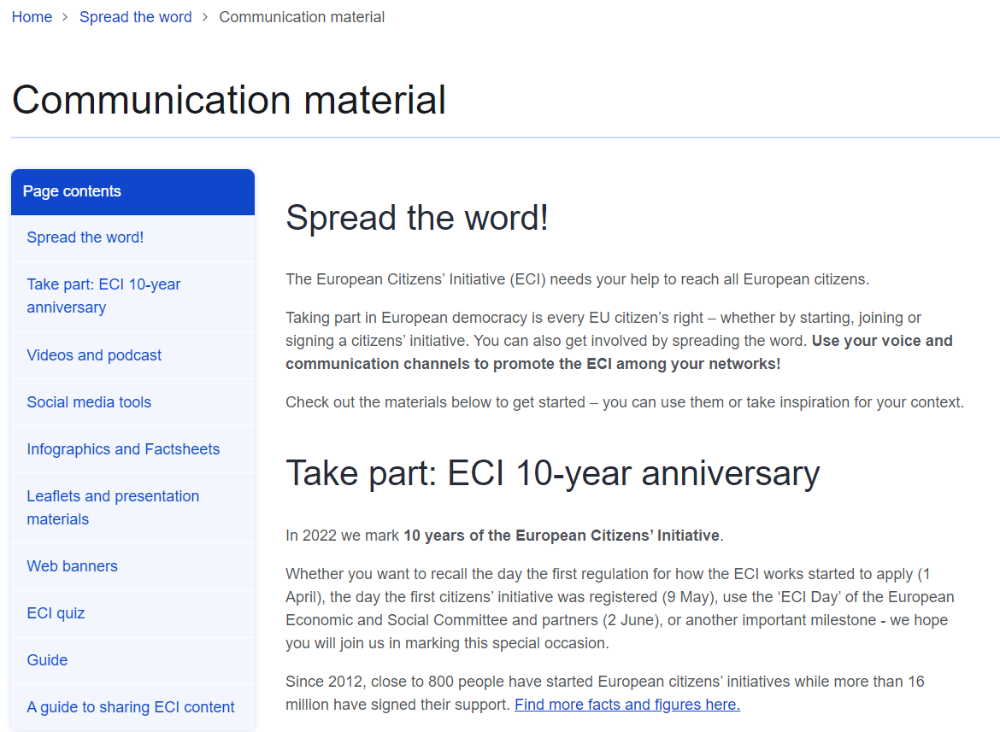 Home > Spread the word > Communication material
Communication material
Page contents
Spread the word!
Take part: ECI 10-year
anniversary
Videos and podcast
Social media tools
Infographics and Factsheets
Leaflets and presentation
materials
Web banners
ECI quiz
Guide
A guide to sharing ECI content
Spread the word!
The European Citizens’ Initiative (ECI) needs your help to reach all European citizens.
Taking part in European democracy is every EU citizen’s right – whether by starting, joining or
signing a citizens’ initiative. You can also get involved by spreading the word. Use your voice and
communication channels to promote the ECI among your networks!
Check out the materials below to get started – you can use them or take inspiration for your context.
Take part: ECI 10-year anniversary
In 2022 we mark 10 years of the European Citizens’ Initiative.
Whether you want to recall the day the first regulation for how the ECI works started to apply (1
April), the day the first citizens’ initiative was registered (9 May), use the ‘ECI Day’ of the European
Economic and Social Committee and partners (2 June), or another important milestone - we hope
you will join us in marking this special occasion.
Since 2012, close to 800 people have started European citizens’ initiatives while more than 16
million have signed their support. Find more facts and figures here.